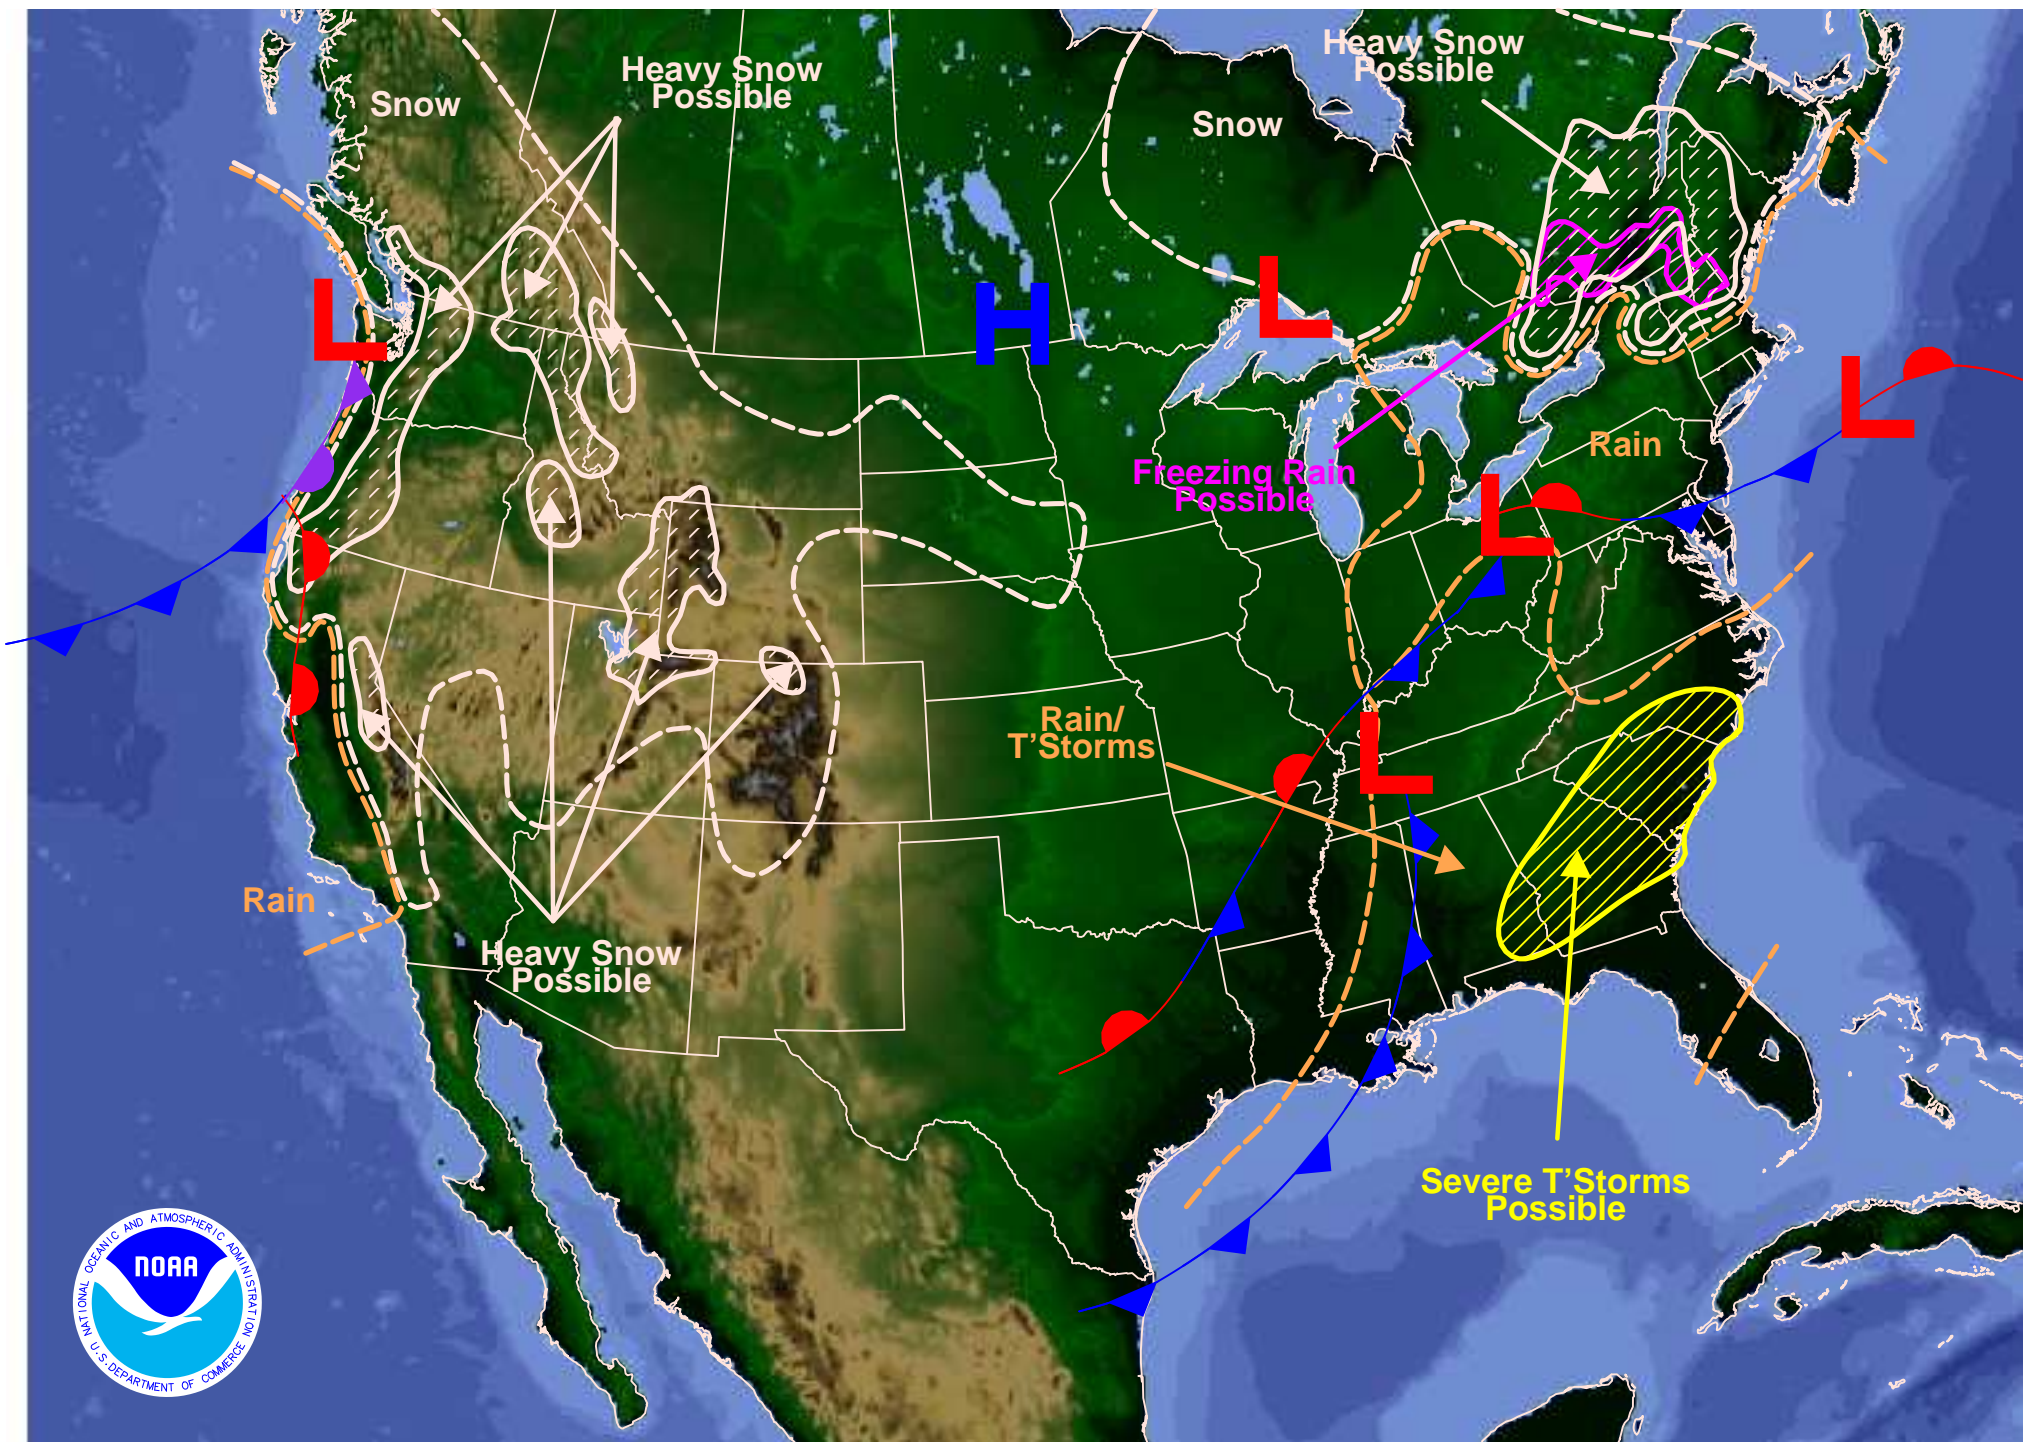 Heavy Snow
Possible
Snow
Heavy Snow
Possible
Snow
L
H
L
L
Freezing Rain
Possible
Rain
L
Rain/
T'Storms
L
Rain
Heavy Snow
Possible
Severe T'Storms
Possible
NATIONAL OCEANIC AND ATMOSPHERIC ADMINISTRATION
NOAA
U.S. DEPARTMENT OF COMMERCE